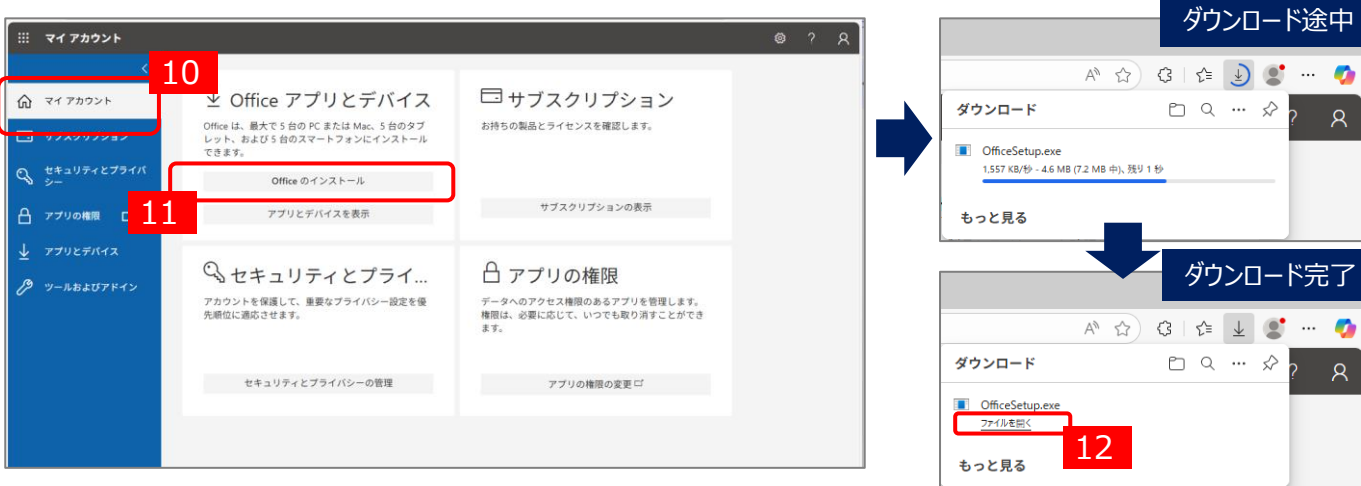 マイ アカウント
10
マイ アカウント
サブスクリプション
セキュリティとプライバ
シー
11
アプリの権限
アプリとデバイス
ツールおよびアドイン
Office アプリとデバイス
Office は、最大で 5 台の PC または Mac、5 台のタブ
レット、および 5 台のスマートフォンにインストール
できます。
Office のインストール
アプリとデバイスを表示
サブスクリプション
お持ちの製品とライセンスを確認します。
サブスクリプションの表示
セキュリティとプライ...
アカウントを保護して、重要なプライバシー設定を優
先順位に適応させます。
セキュリティとプライバシーの管理
アプリの権限
データへのアクセス権限のあるアプリを管理します。
権限は、必要に応じて、いつでも取り消すことができ
ます。
アプリの権限の変更
ダウンロード途中
ダウンロード
OfficeSetup.exe
1,557 KB/秒 - 4.6 MB (7.2 MB 中)、残り 1 秒
もっと見る
ダウンロード完了
ダウンロード
OfficeSetup.exe
ファイルを開く
12
もっと見る